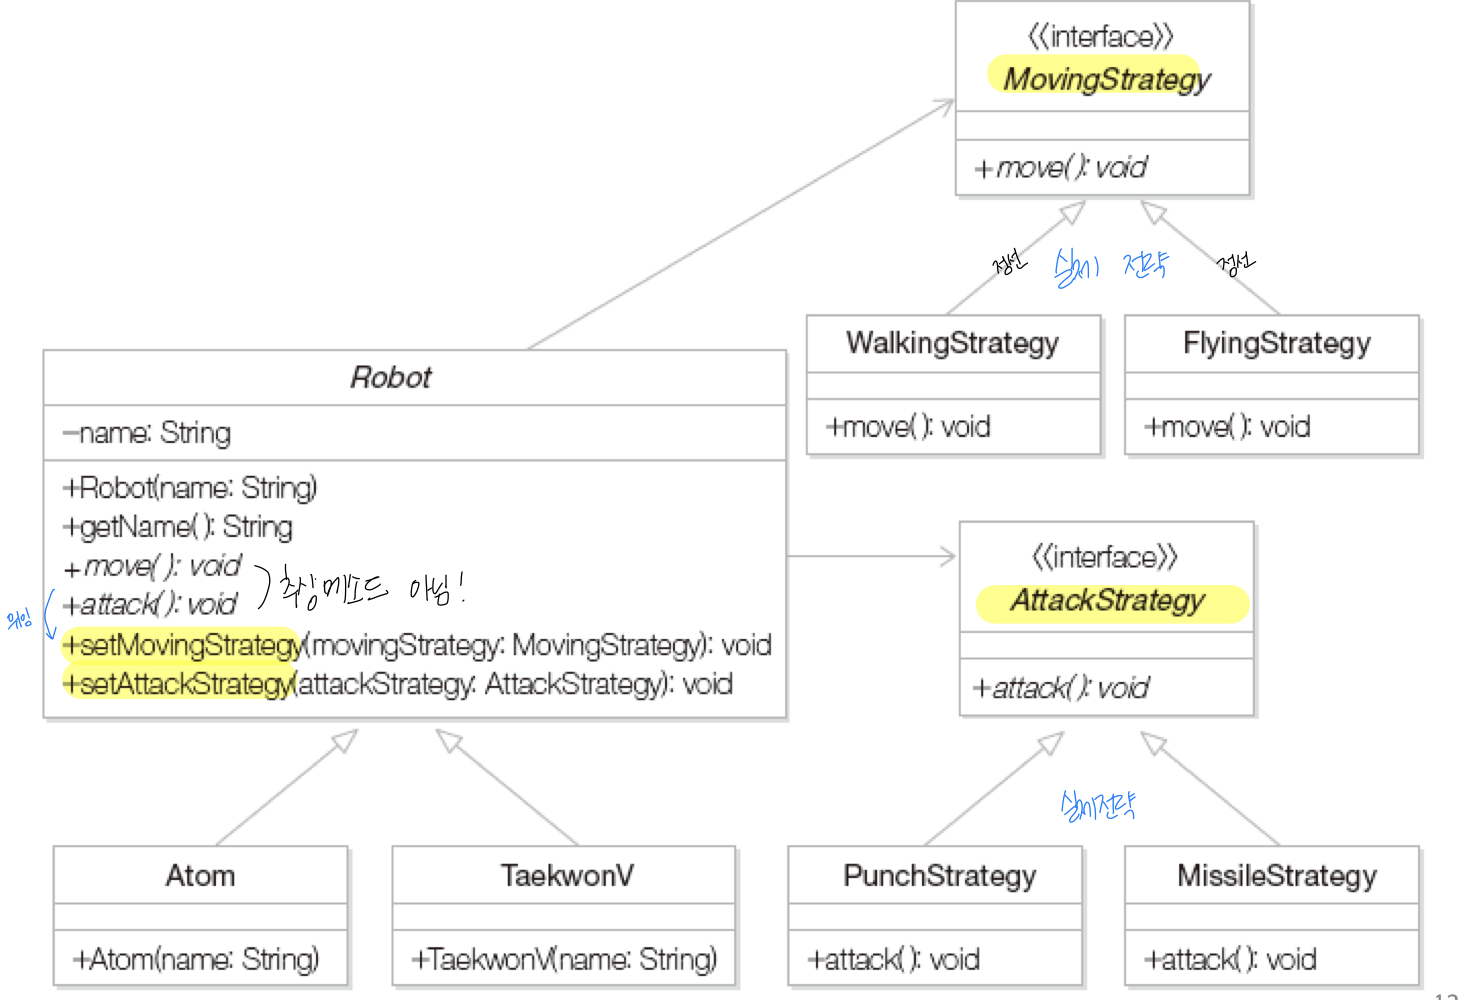 《interface》
MovingStrategy
+move( ): void
점선
실제 전략
점선
WalkingStrategy
+move( ): void
FlyingStrategy
+move( ): void
Robot
-name: String
+Robot(name: String)
+getName( ): String
+move( ): void
+attack( ): void
추상메소드 아님!
위임
+setMovingStrategy(movingStrategy: MovingStrategy): void
+setAttackStrategy(attackStrategy: AttackStrategy): void
《interface》
AttackStrategy
+attack( ): void
실제전략
Atom
+Atom(name: String)
TaekwonV
+TaekwonV(name: String)
PunchStrategy
+attack( ): void
MissileStrategy
+attack( ): void